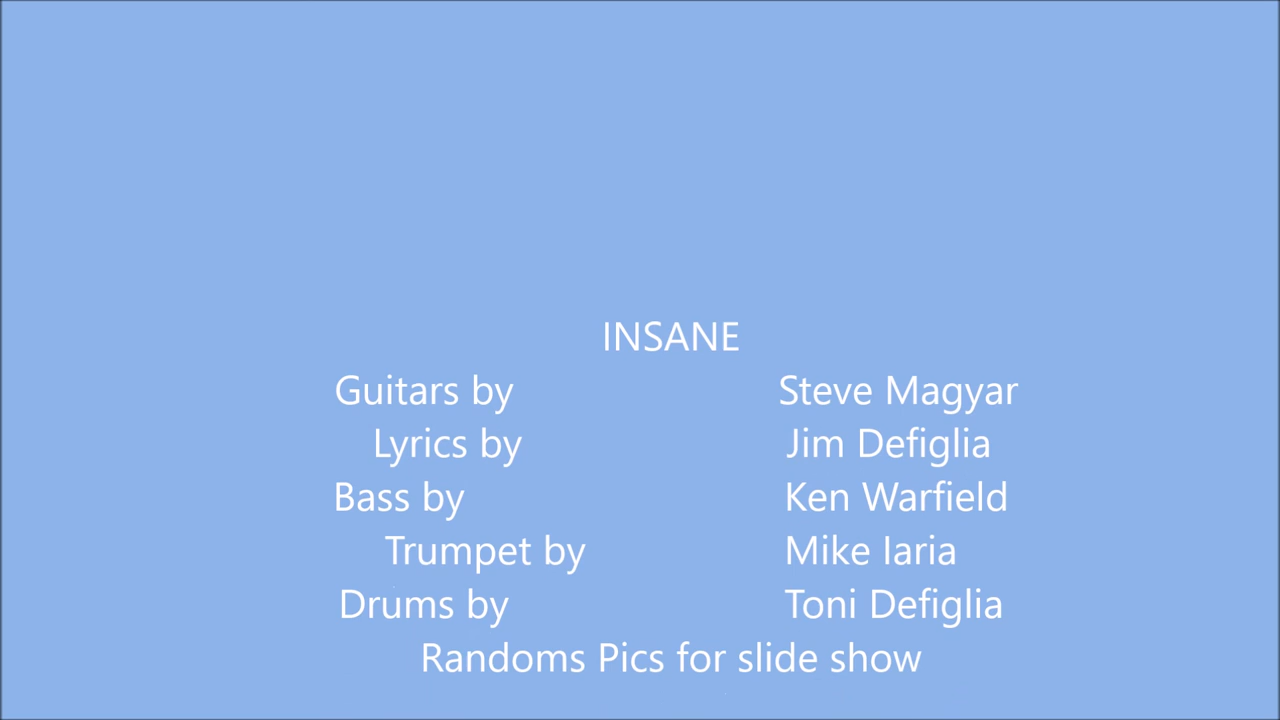 INSANE
Guitars by Steve Magyar
Lyrics by Jim Defiglia
Bass by Ken Warfield
Trumpet by Mike Iaria
Drums by Toni Defiglia
Randoms Pics for slide show